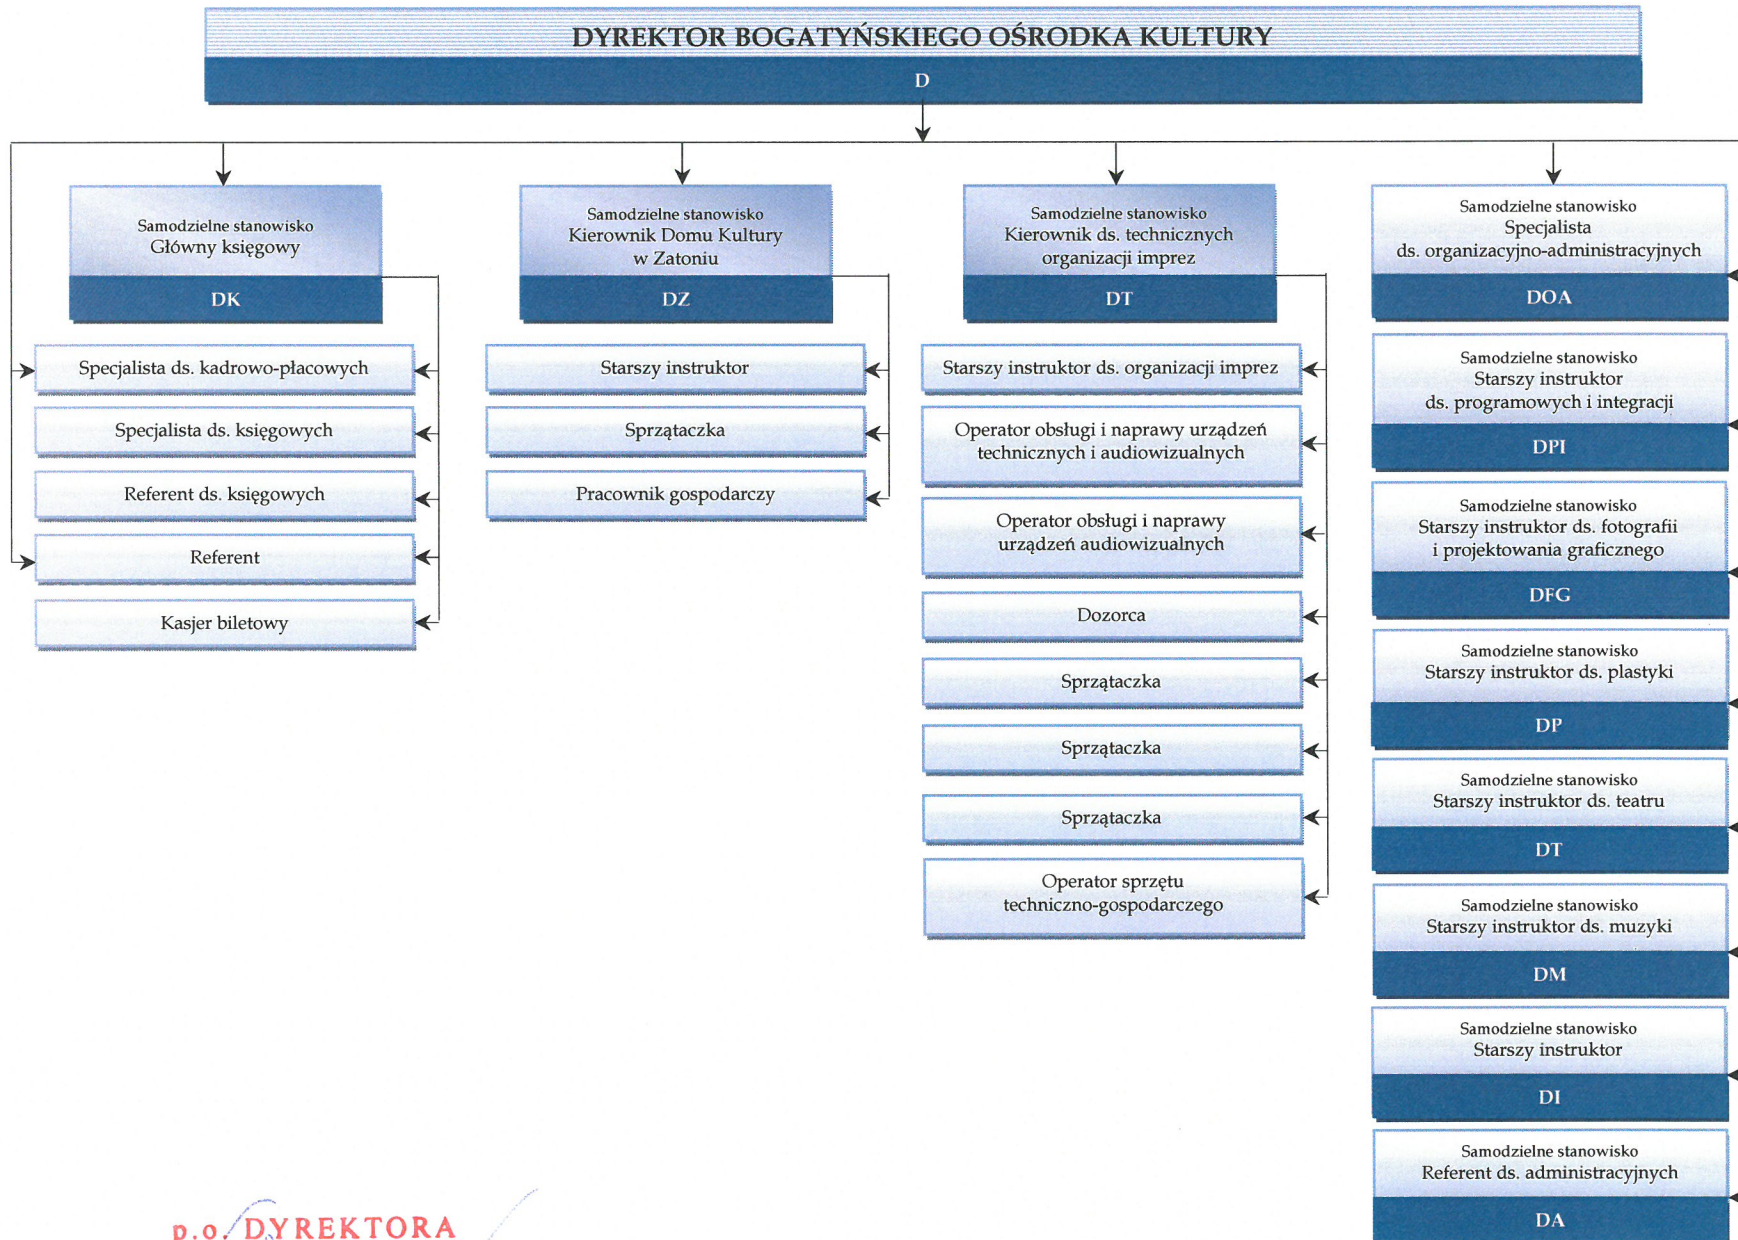 DYREKTOR BOGATYŃSKIEGO OŚRODKA KULTURY
D
Samodzielne stanowisko
Główny księgowy
DK
Specjalista ds. kadrowo-płacowych
Specjalista ds. księgowych
Referent ds. księgowych
Referent
Kasjer biletowy
Samodzielne stanowisko
Kierownik Domu Kultury
w Zatoniu
DZ
Starszy instruktor
Sprzątaczka
Pracownik gospodarczy
Samodzielne stanowisko
Kierownik ds. technicznych
organizacji imprez
DT
Starszy instruktor ds. organizacji imprez
Operator obsługi i naprawy urządzeń
technicznych i audiowizualnych
Operator obsługi i naprawy
urządzeń audiowizualnych
Dozorca
Sprzątaczka
Sprzątaczka
Sprzątaczka
Operator sprzętu
techniczno-gospodarczego
Samodzielne stanowisko
Specjalista
ds. organizacyjno-administracyjnych
DOA
Samodzielne stanowisko
Starszy instruktor
ds. programowych i integracji
DPI
Samodzielne stanowisko
Starszy instruktor ds. fotografii
i projektowania graficznego
DFG
Samodzielne stanowisko
Starszy instruktor ds. plastyki
DP
Samodzielne stanowisko
Starszy instruktor ds. teatru
DT
Samodzielne stanowisko
Starszy instruktor ds. muzyki
DM
Samodzielne stanowisko
Starszy instruktor
DI
Samodzielne stanowisko
Referent ds. administracyjnych
DA
p.o. DYREKTORA